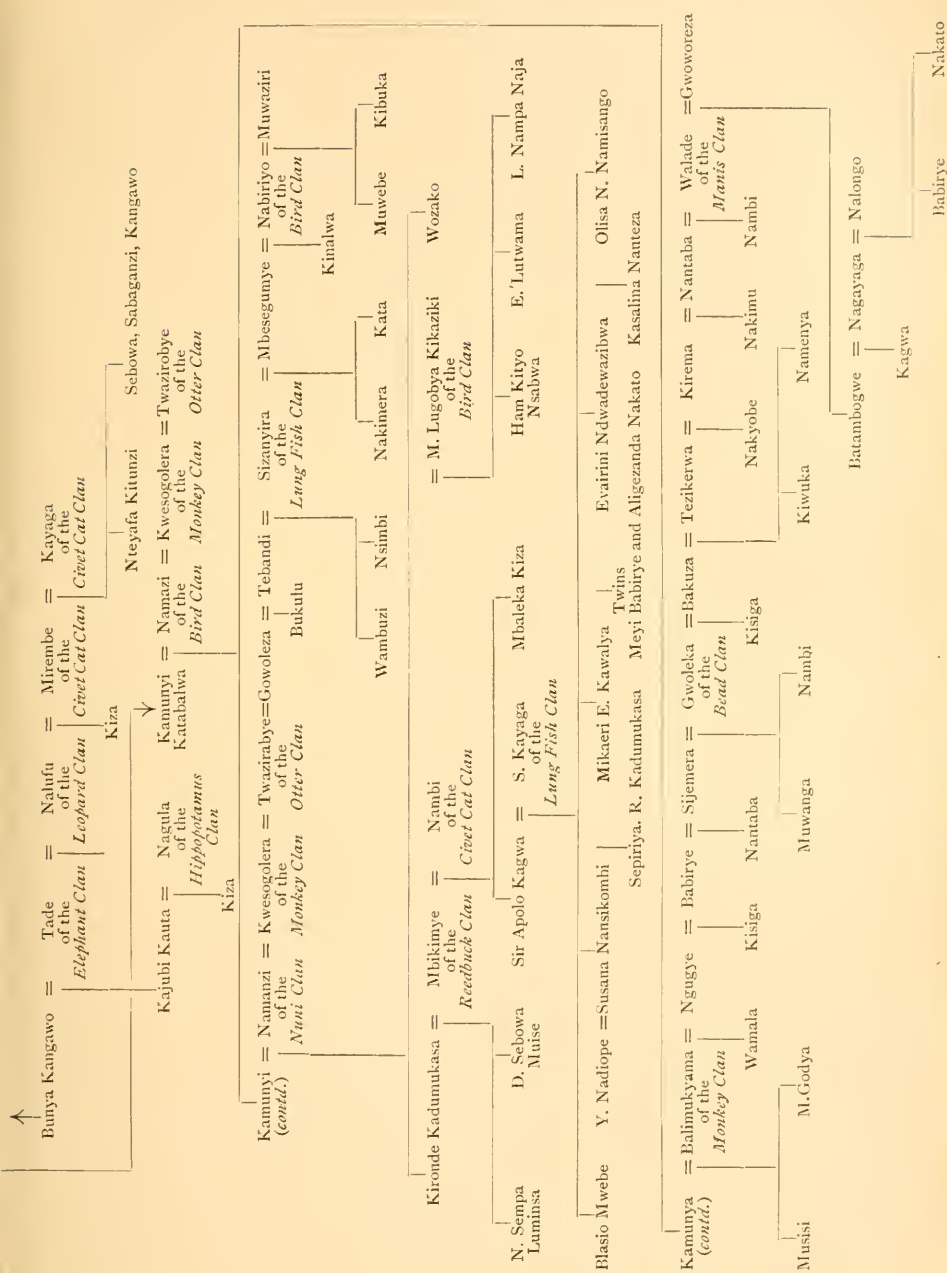 Bunya Kangawo = Tade = Nalufu = Mirembe = Kayaga
of the of the of the of the
Elephant Clan Leopard Clan Civet Cat Clan Civet Cat Clan
Kiza
Nteyafa Kitunzi Sebowa, Sabaganzi, Kangawo
Kajubi Kauta = Nagula Kamunyi = Namazi = Kwesogolera = Twazirobye
of the Katabalwa of the of the of the
Hippopotamus Bird Clan Monkey Clan Otter Clan
Clan
Kiza
Kamunyi = Namanzi = Kwesogolera = Twazirabye = Gowoleza = Tebandi = Sizanyira = Mbesegumye = Nabiriyo = Muwaziri
(contd.) of the of the of the of the of the
Nuni Clan Monkey Clan Otter Clan Bukulu Lung Fish Clan Bird Clan
Kinalwa
Wambuzi Nsimbi Nakimera Kata Muwebe Kibuka
Kiroude Kadumukasa = Mbikimye = Nambi = M. Lugobya Kikaziki Wozako
of the of the of the
Reedbuck Clan Civet Cat Clan Bird Clan
N. Sempa D. Sebowa Sir Apolo Kagwa = S. Kayaga Mbaleka Kiza Ham Kityo E. Lutwama L. Nampa Naja
Luminsa Muise of the Nsabwa
Lung Fish Clan
Blasio Mwebe Y. Nadiope = Susana Nansikombi Mikaeri E. Kawalya Evairini Ndwadewazibwa Olisa N. Namisango
Twins
Sepiriya. R. Kadumukasa Meyi Babirye and Aligezanda Nakato Kasalina Nanteza
Kamunya = Balimukyama = Ngugye = Babirye = Sijemera = Gwoleka = Bakuza = Tezikerwa = Kirema = Nantaba = Walade = Gwoworeza
(contd.) of the of the of the
Monkey Clan Bead Clan Manis Clan
Wamala Kisiga Nantaba Kisiga Nakyobe Nakimu Nambi
Musisi M. Godya Muwanga Nambi Kiwuka Namenya
Batambogwe = Nagayaga = Nalongo
Kagwa
Babirye Nakato